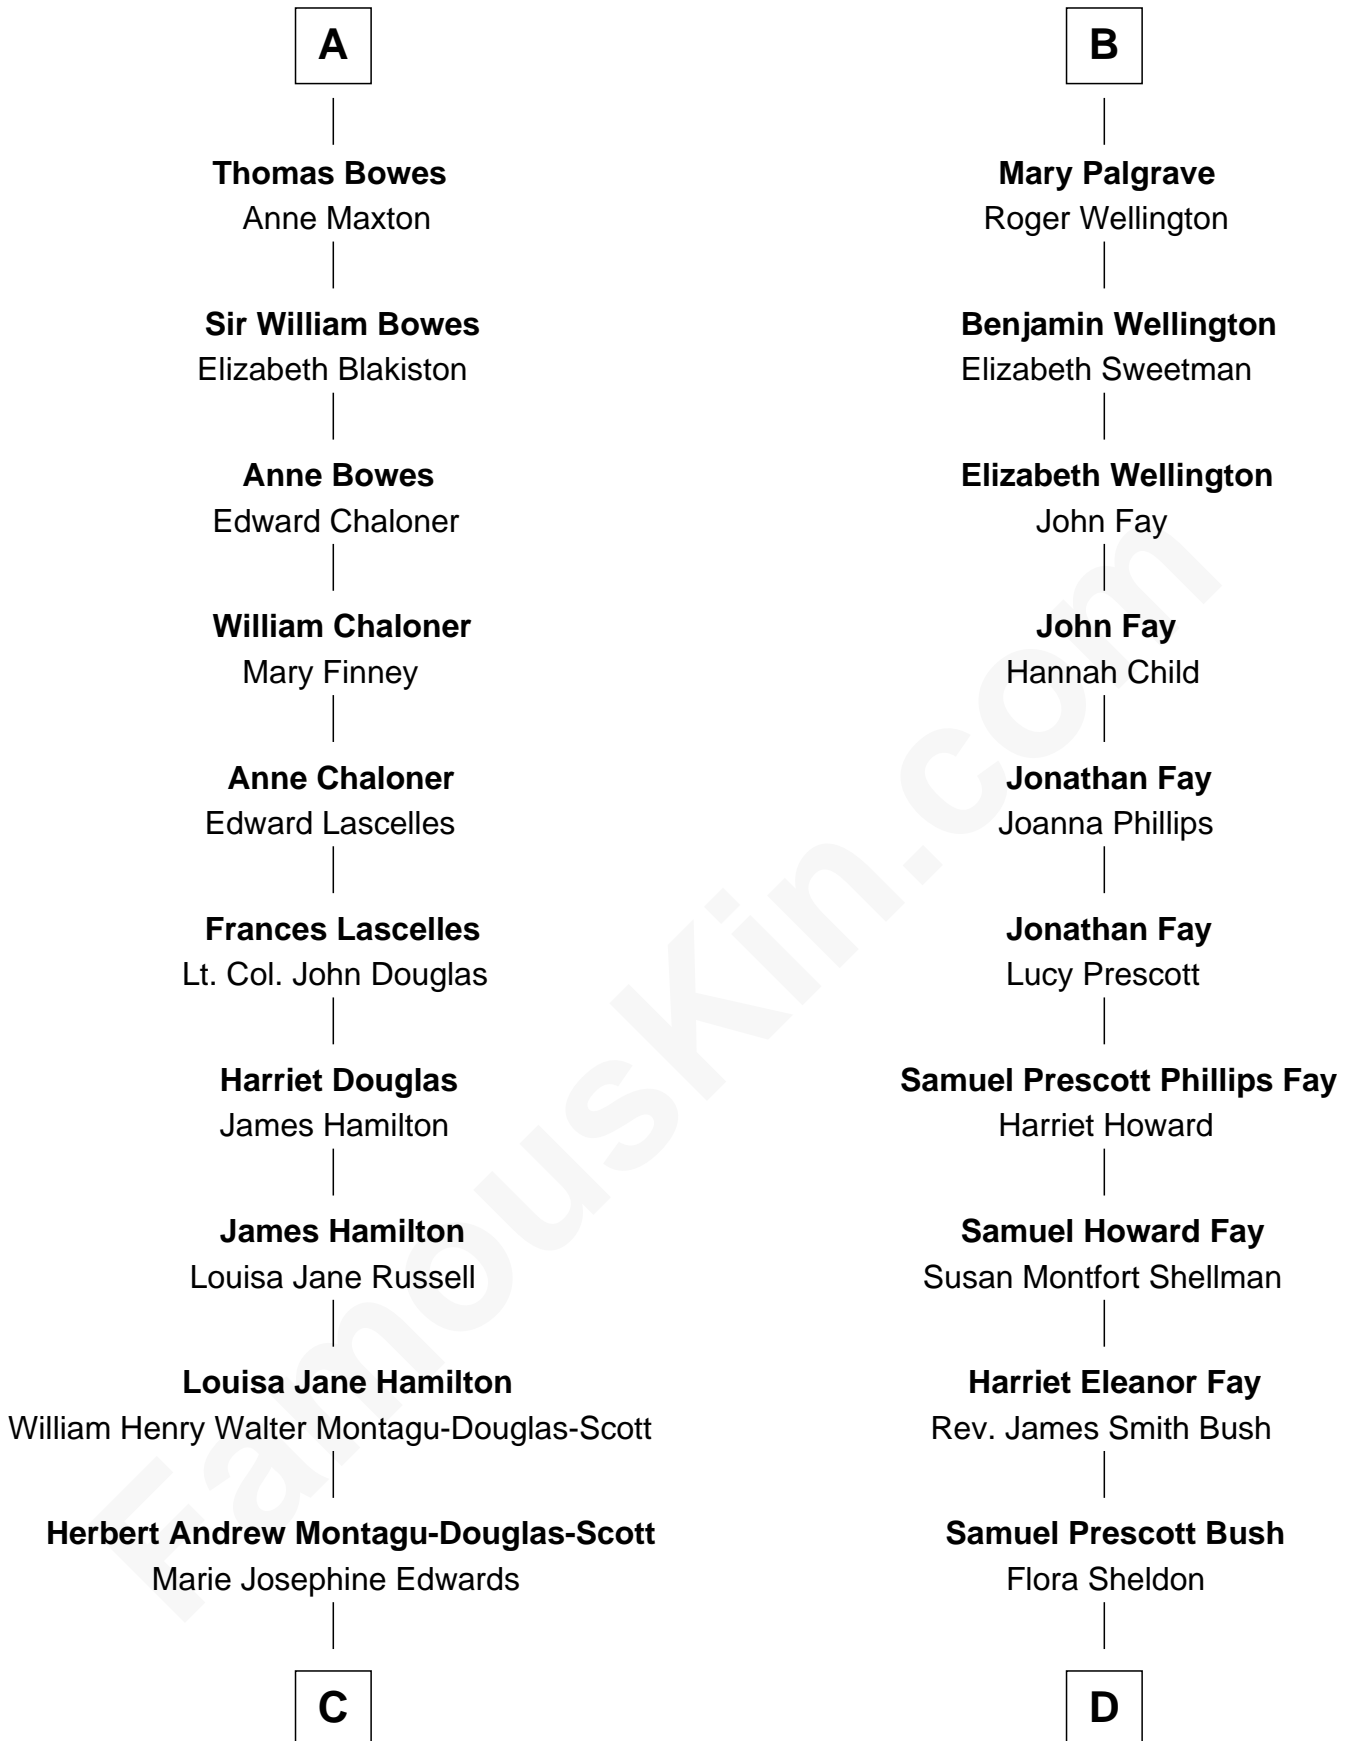 A
Thomas Bowes
Anne Maxton
Sir William Bowes
Elizabeth Blakiston
Anne Bowes
Edward Chaloner
William Chaloner
Mary Finney
Anne Chaloner
Edward Lascelles
Frances Lascelles
Lt. Col. John Douglas
Harriet Douglas
James Hamilton
James Hamilton
Louisa Jane Russell
Louisa Jane Hamilton
William Henry Walter Montagu-Douglas-Scott
Herbert Andrew Montagu-Douglas-Scott
Marie Josephine Edwards
C
B
Mary Palgrave
Roger Wellington
Benjamin Wellington
Elizabeth Sweetman
Elizabeth Wellington
John Fay
John Fay
Hannah Child
Jonathan Fay
Joanna Phillips
Jonathan Fay
Lucy Prescott
Samuel Prescott Phillips Fay
Harriet Howard
Samuel Howard Fay
Susan Montfort Shellman
Harriet Eleanor Fay
Rev. James Smith Bush
Samuel Prescott Bush
Flora Sheldon
D
FamousKin.com